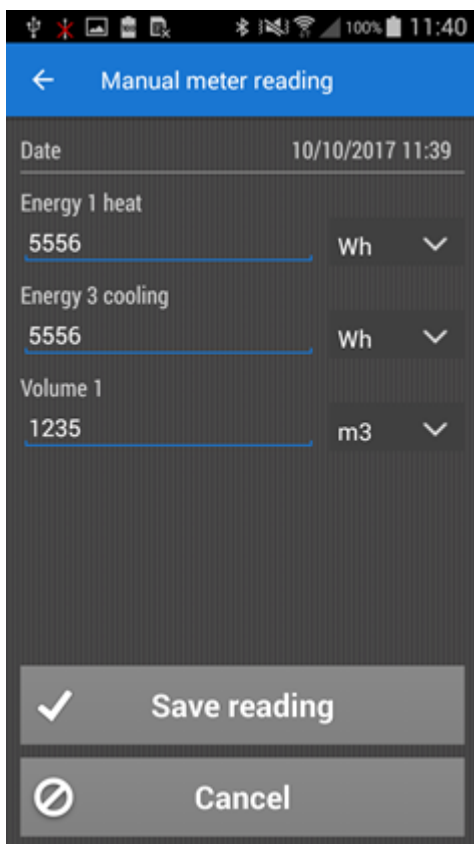 100% 11:40
Manual meter reading
Date 10/10/2017 11:39
Energy 1 heat
5556 Wh
Energy 3 cooling
5556 Wh
Volume 1
1235 m3
Save reading
Cancel